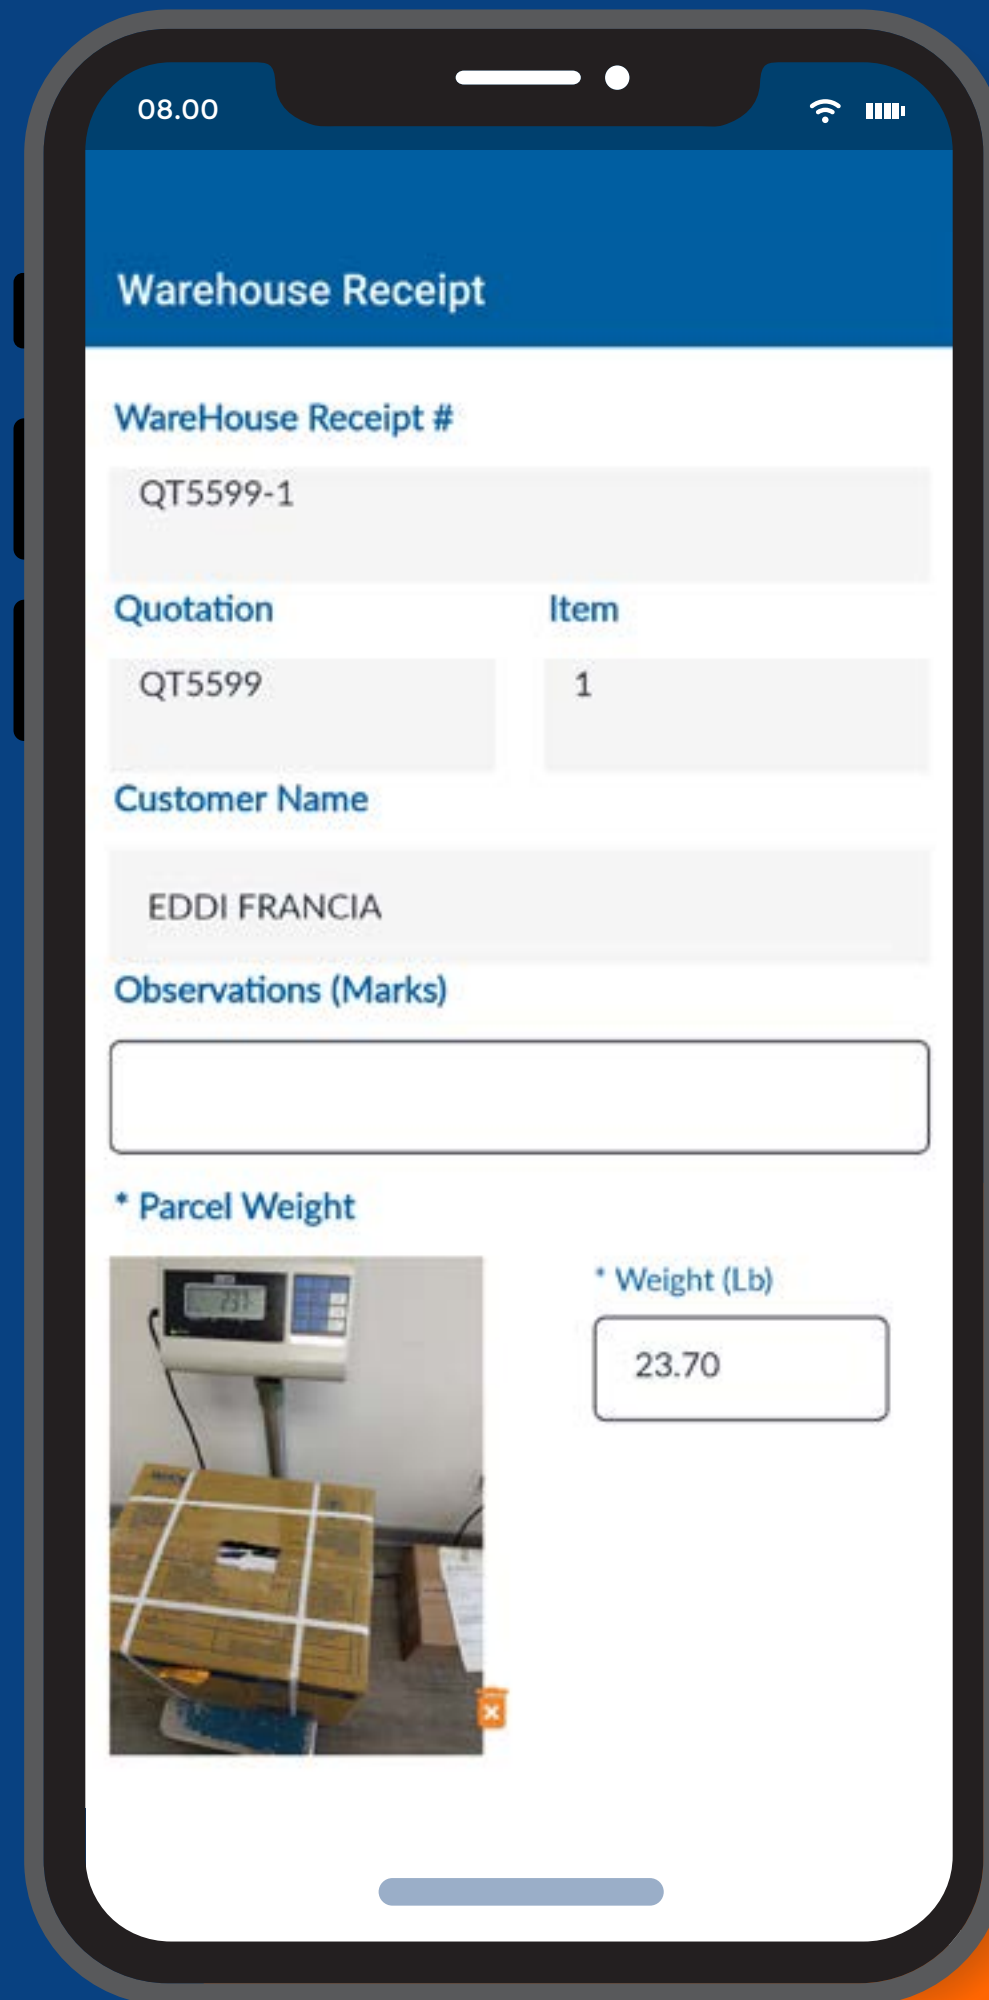 08.00
Warehouse Receipt
WareHouse Receipt #
QT5599-1
Quotation
Item
QT5599
1
Customer Name
EDDI FRANCIA
Observations (Marks)
* Parcel Weight
* Weight (Lb)
23.70